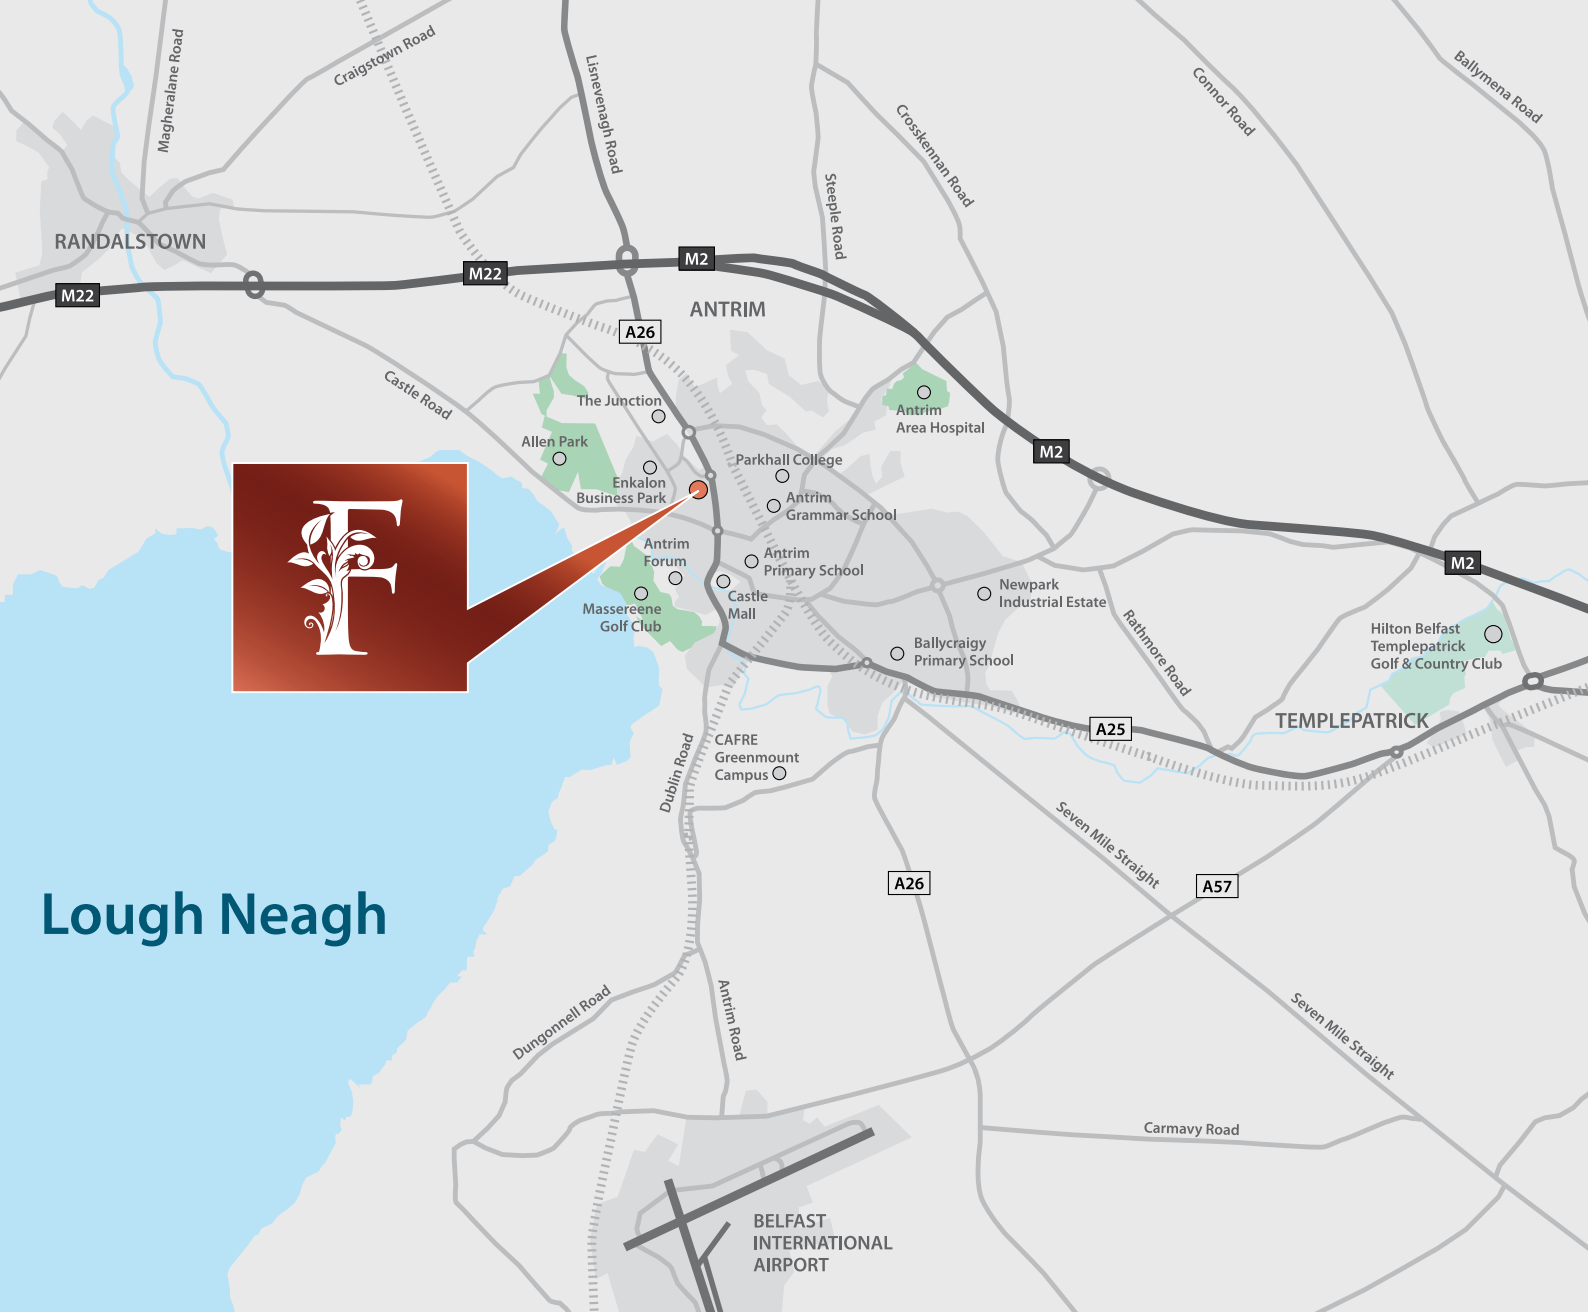 Magheralane Road
Craigstown Road
Lisnevenagh Road
Steeple Road
Crosskennan Road
Connor Road
Ballymena Road
RANDALSTOWN
M22
M22
M2
A26
ANTRIM
Castle Road
The Junction
Allen Park
Enkalon
Business Park
Parkhall College
Antrim
Grammar School
Antrim
Area Hospital
M2
F
Antrim
Forum
Antrim
Primary School
Massereene
Golf Club
Castle
Mall
Newpark
Industrial Estate
Ballycraigy
Primary School
Rathmore Road
M2
Hilton Belfast
Templepatrick
Golf & Country Club
TEMPLEPATRICK
A25
Dublin Road
CAFRE
Greenmount
Campus
Seven Mile Straight
A26
A57
Lough Neagh
Dungonnell Road
Antrim Road
Seven Mile Straight
Carmavy Road
BELFAST
INTERNATIONAL
AIRPORT